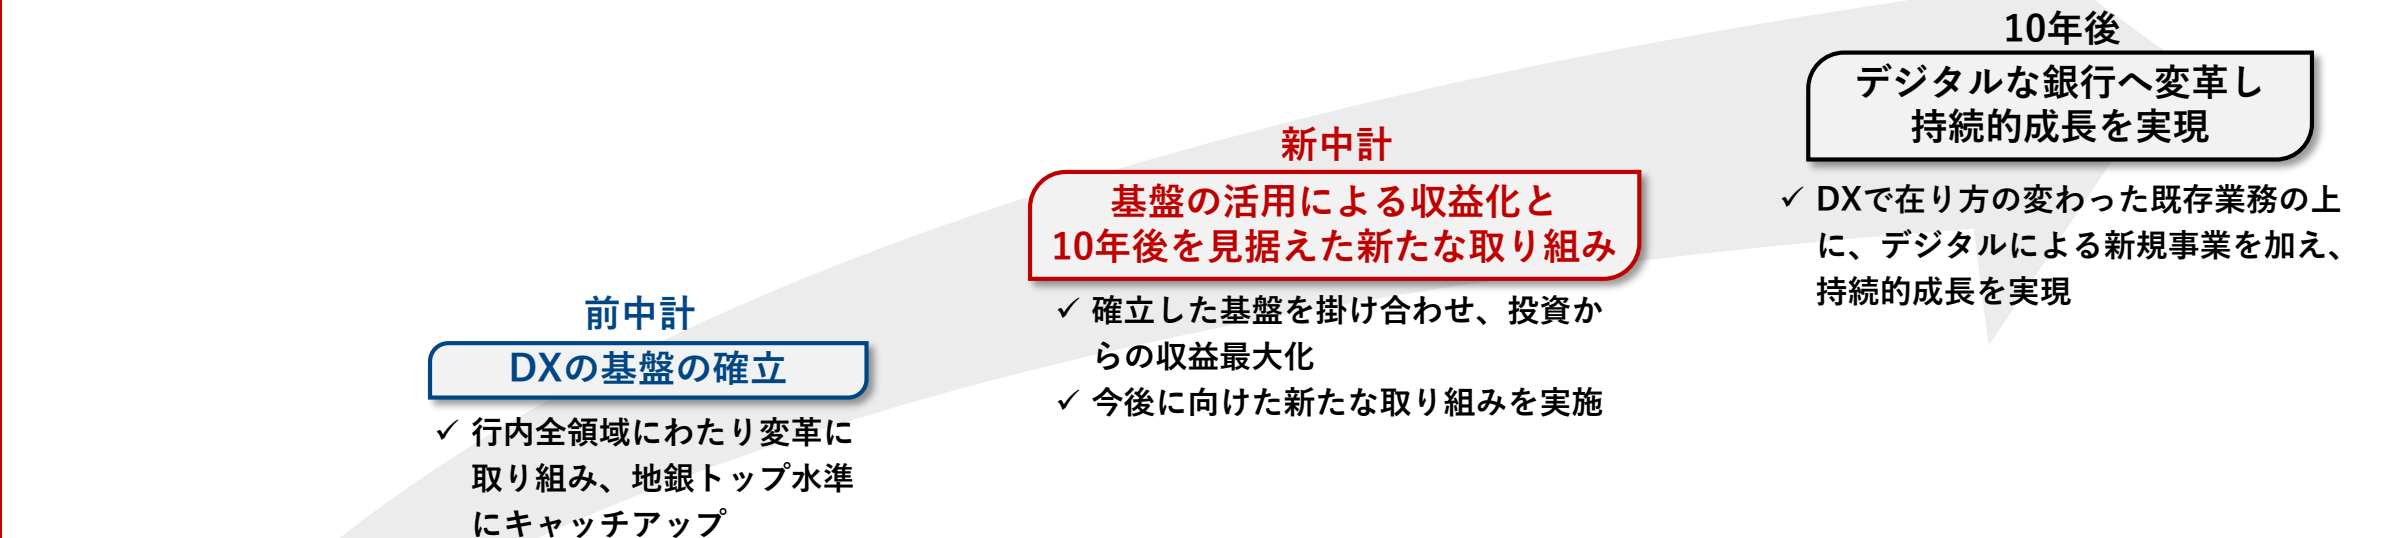 前中計
DXの基盤の確立
✓ 行内全領域にわたり変革に
取り組み、地銀トップ水準
にキャッチアップ
新中計
基盤の活用による収益化と
10年後を見据えた新たな取り組み
✓ 確立した基盤を掛け合わせ、投資か
らの収益最大化
✓ 今後に向けた新たな取り組みを実施
10年後
デジタルな銀行へ変革し
持続的成長を実現
✓ DXで在り方の変わった既存業務の上
に、デジタルによる新規事業を加え、
持続的成長を実現